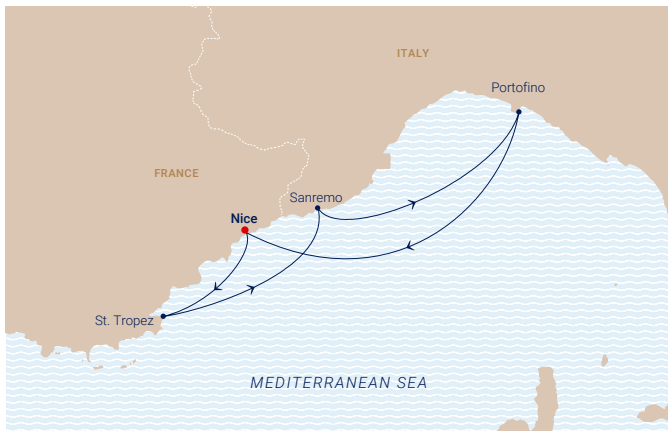 ITALY
Portofino
FRANCE
Sanremo
Nice
St. Tropez
MEDITERRANEAN SEA